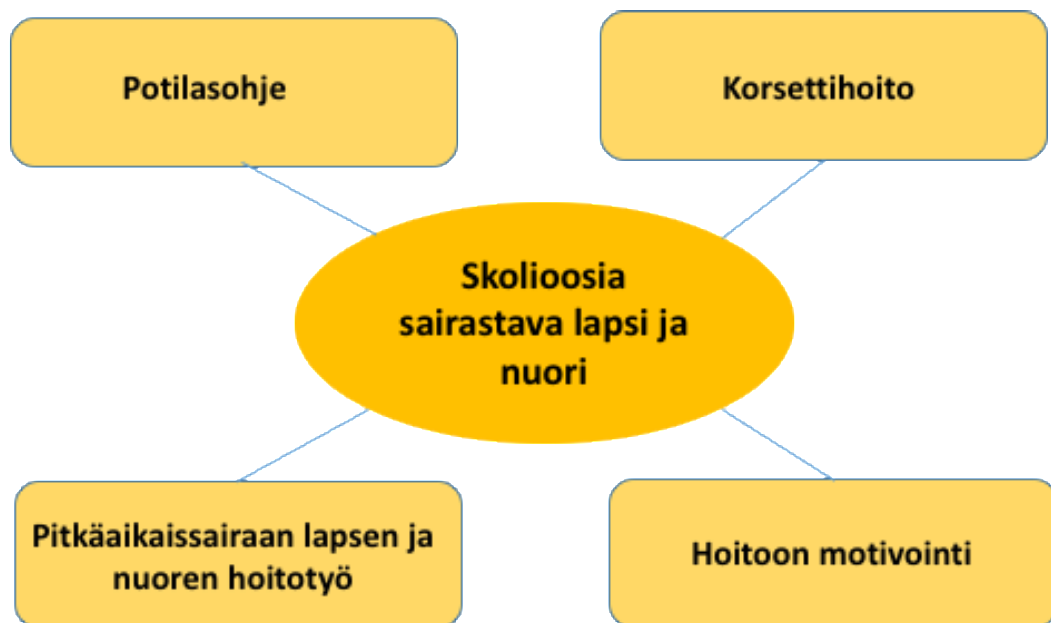 Potilasohje
Korsettihoito
Skolioosia
sairastava lapsi ja
nuori
Pitkäaikaissairaan lapsen ja
nuoren hoitotyö
Hoitoon motivointi